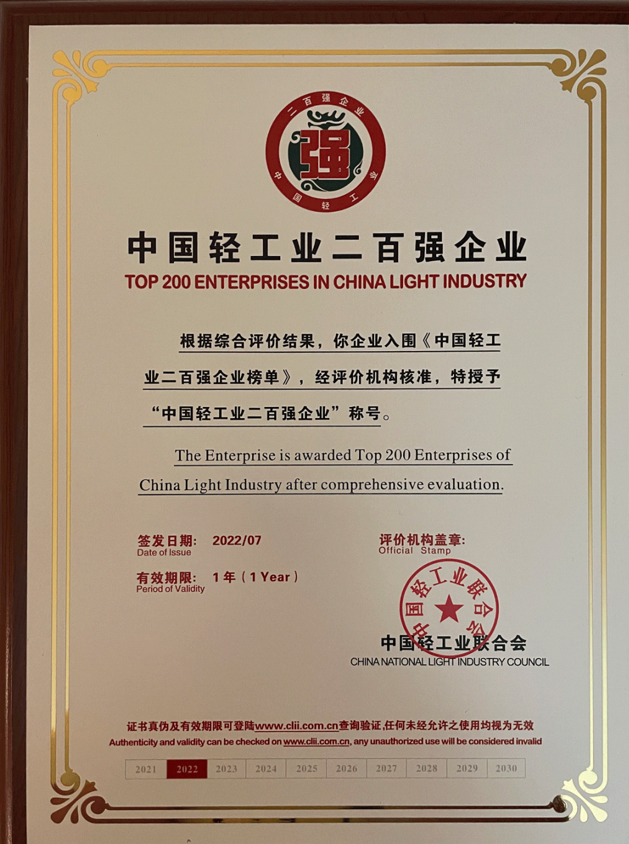 二百强企业
强
中国轻工业
中国轻工业二百强企业
TOP 200 ENTERPRISES IN CHINA LIGHT INDUSTRY
根据综合评价结果，你企业入围《中国轻工
业二百强企业榜单》，经评价机构核准，特授予
“中国轻工业二百强企业”称号。
The Enterprise is awarded Top 200 Enterprises of
China Light Industry after comprehensive evaluation.
签发日期： 2022/07
Date of Issue
评价机构盖章：
Official Stamp
有效期限： 1 年（1 Year）
Period of Validity
中国轻工业联合会
中国轻工业联合会
CHINA NATIONAL LIGHT INDUSTRY COUNCIL
证书真伪及有效期限可登陆www.clii.com.cn查询验证,任何未经允许之使用均视为无效
Authenticity and validity can be checked on www.clii.com.cn, any unauthorized use will be considered invalid
2021 2022 2023 2024 2025 2026 2027 2028 2029 2030